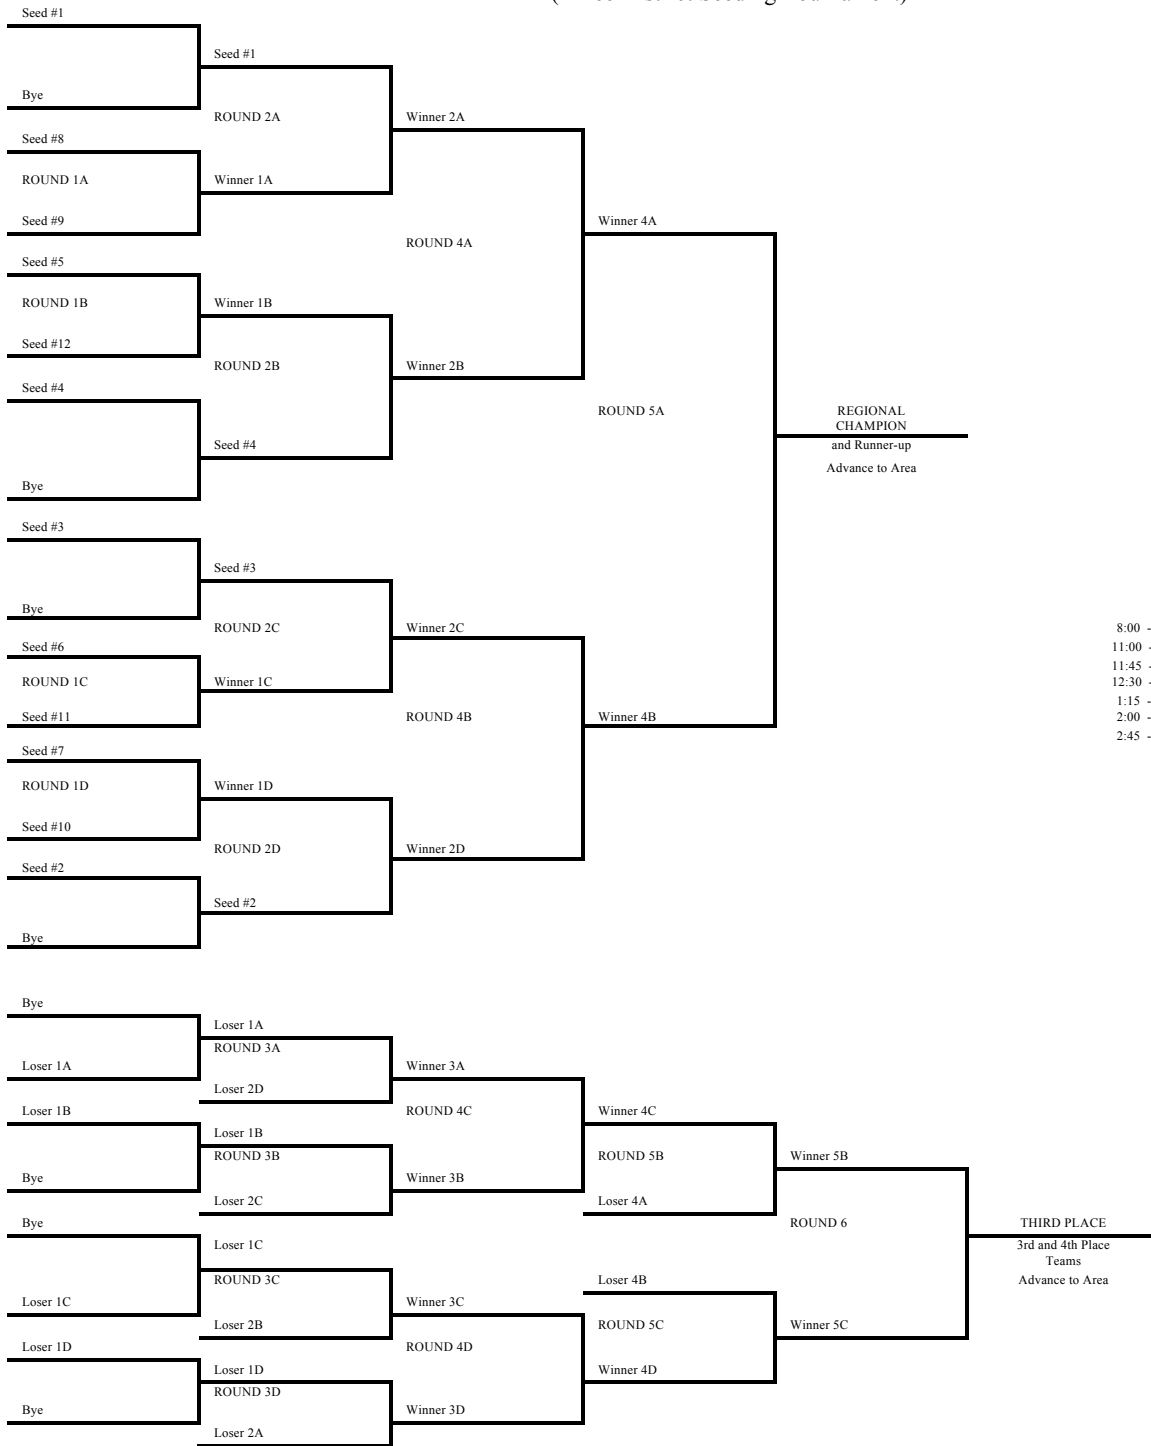 Seed #1
Seed #1
Bye
ROUND 2A
Winner 2A
Seed #8
ROUND 1A
Winner 1A
Seed #9
Winner 4A
ROUND 4A
Seed #5
ROUND 1B
Winner 1B
Seed #12
ROUND 2B
Winner 2B
Seed #4
ROUND 5A
REGIONAL
CHAMPION
Seed #4
and Runner-up
Advance to Area
Bye
Seed #3
Seed #3
Bye
ROUND 2C
Winner 2C
8:00 -
Seed #6
11:00 -
11:45 -
ROUND 1C
Winner 1C
12:30 -
1:15 -
Seed #11
ROUND 4B
Winner 4B
2:00 -
2:45 -
Seed #7
ROUND 1D
Winner 1D
Seed #10
ROUND 2D
Winner 2D
Seed #2
Seed #2
Bye
Bye
Loser 1A
ROUND 3A
Loser 1A
Winner 3A
Loser 2D
Loser 1B
ROUND 4C
Winner 4C
Loser 1B
ROUND 3B
ROUND 5B
Winner 5B
Bye
Winner 3B
Loser 2C
Loser 4A
Bye
ROUND 6
THIRD PLACE
Loser 1C
3rd and 4th Place
Teams
ROUND 3C
Loser 4B
Advance to Area
Loser 1C
Winner 3C
Loser 2B
ROUND 5C
Winner 5C
Loser 1D
ROUND 4D
Loser 1D
Winner 4D
ROUND 3D
Bye
Winner 3D
Loser 2A